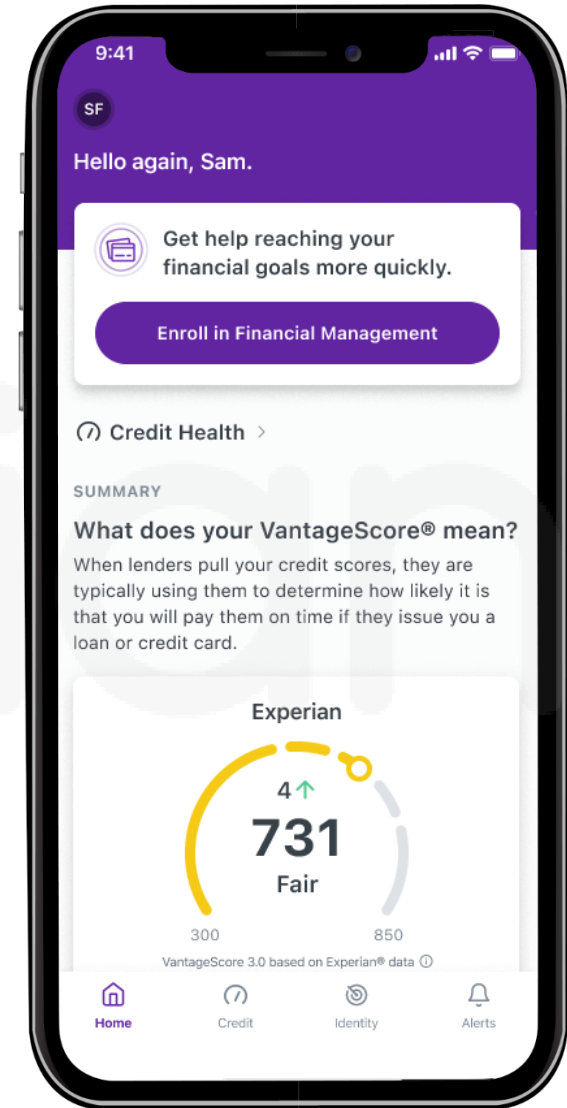 9:41
SF
Hello again, Sam.
Get help reaching your
financial goals more quickly.
Enroll in Financial Management
Credit Health
SUMMARY
What does your VantageScore® mean?
When lenders pull your credit scores, they are
typically using them to determine how likely it is
that you will pay them on time if they issue you a
loan or credit card.
Experian
4
731
Fair
300 850
VantageScore 3.0 based on Experian® data
Home Credit Identity Alerts